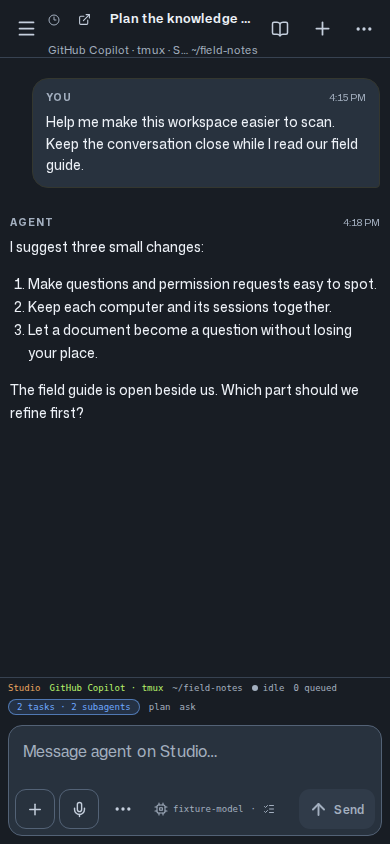 Plan the knowledge ...
GitHub Copilot · tmux · S... ~/field-notes
YOU 4:15 PM
Help me make this workspace easier to scan.
Keep the conversation close while I read our field
guide.
AGENT 4:18 PM
I suggest three small changes:
1. Make questions and permission requests easy to spot.
2. Keep each computer and its sessions together.
3. Let a document become a question without losing
your place.
The field guide is open beside us. Which part should we
refine first?
Studio GitHub Copilot · tmux ~/field-notes idle 0 queued
2 tasks · 2 subagents plan ask
Message agent on Studio...
fixture-model ·
Send